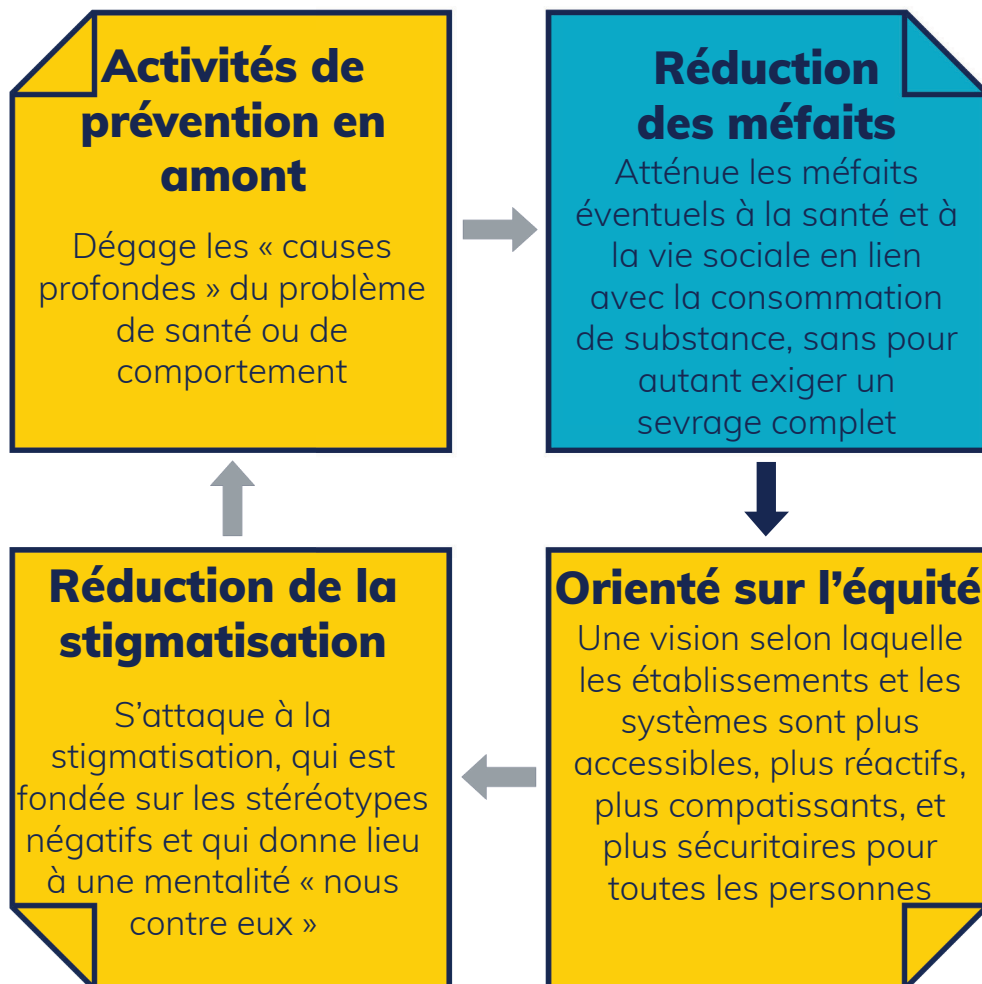 Activités de
prévention en
amont
Dégage les « causes
profondes » du problème
de santé ou de
comportement
Réduction
des méfaits
Atténue les méfaits
éventuels à la santé et à
la vie sociale en lien
avec la consommation
de substance, sans pour
autant exiger un
sevrage complet
Réduction de la
stigmatisation
S'attaque à la
stigmatisation, qui est
fondée sur les stéréotypes
négatifs et qui donne lieu
à une mentalité « nous
contre eux »
Orienté sur l'équité
Une vision selon laquelle
les établissements et les
systèmes sont plus
accessibles, plus réactifs,
plus compatissants, et
plus sécuritaires pour
toutes les personnes